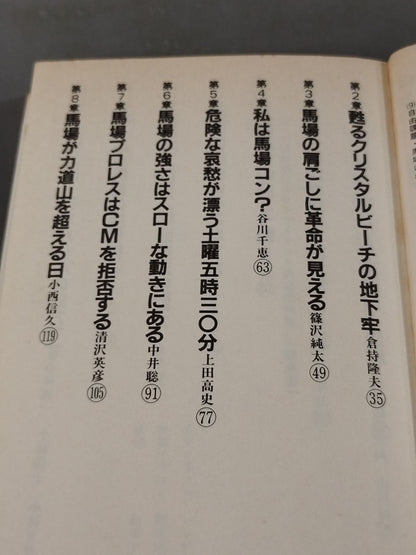 第2章 甦るクリスタルビーチの地下牢 倉持隆夫 35
第3章 馬場の肩ごしに革命が見える 篠沢純太 49
第4章 私は馬場コン? 谷川千恵 63
第5章 危険な哀愁が漂う土曜五時三〇分 上田高史 77
第6章 馬場の強さはスローな動きにある 中井聡 91
第7章 馬場プロレスはCMを拒否する 清沢英彦 105
第8章 馬場が力道山を超える日 小西信久 119